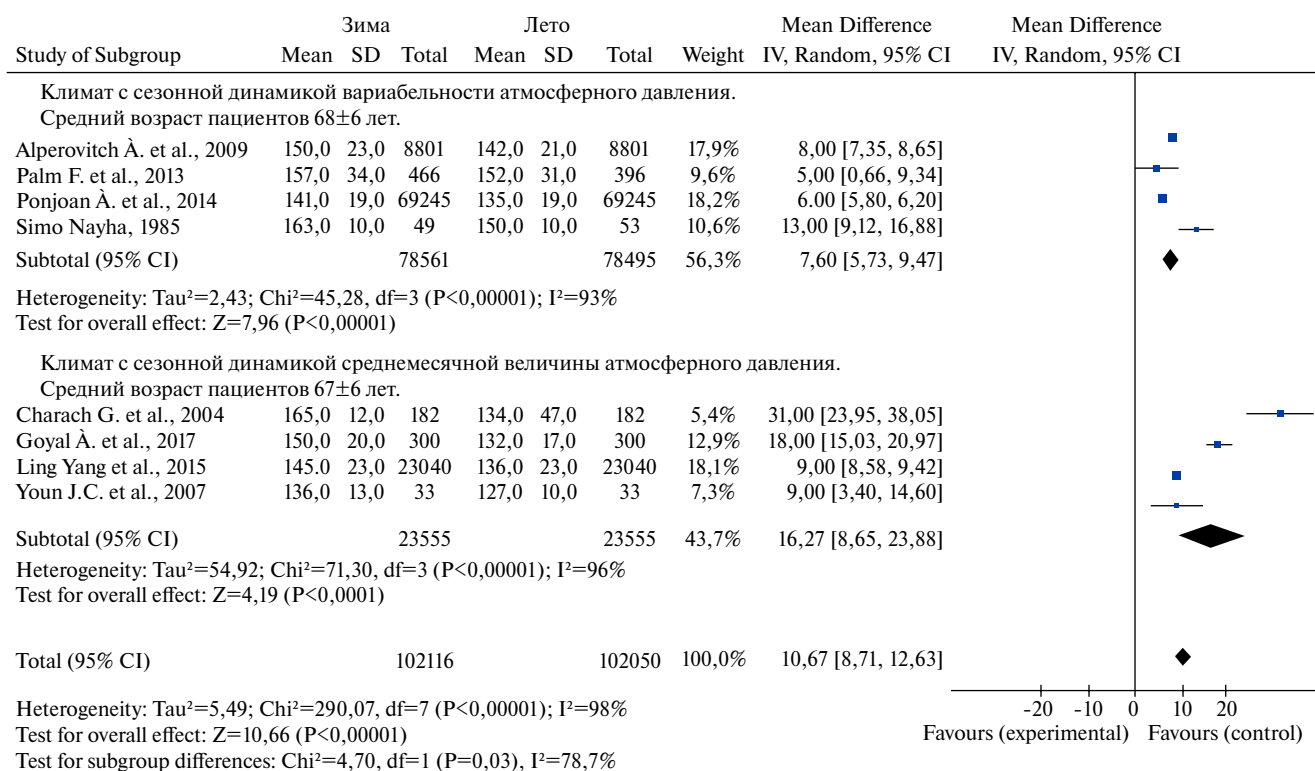 Зима Лето Mean Difference Mean Difference
Study of Subgroup Mean SD Total Mean SD Total Weight IV, Random, 95% CI IV, Random, 95% CI
Климат с сезонной динамикой вариабельности атмосферного давления.
Средний возраст пациентов 68±6 лет.
Alperovitch À. et al., 2009 150,0 23,0 8801 142,0 21,0 8801 17,9% 8,00 [7,35, 8,65]
Palm F. et al., 2013 157,0 34,0 466 152,0 31,0 396 9,6% 5,00 [0,66, 9,34]
Ponjoan À. et al., 2014 141,0 19,0 69245 135,0 19,0 69245 18,2% 6.00 [5,80, 6,20]
Simo Nayha, 1985 163,0 10,0 49 150,0 10,0 53 10,6% 13,00 [9,12, 16,88]
Subtotal (95% CI) 78561 78495 56,3% 7,60 [5,73, 9,47]
Heterogeneity: Tau²=2,43; Chi²=45,28, df=3 (P<0,00001); I²=93%
Test for overall effect: Z=7,96 (P<0,00001)
Климат с сезонной динамикой среднемесячной величины атмосферного давления.
Средний возраст пациентов 67±6 лет.
Charach G. et al., 2004 165,0 12,0 182 134,0 47,0 182 5,4% 31,00 [23,95, 38,05]
Goyal À. et al., 2017 150,0 20,0 300 132,0 17,0 300 12,9% 18,00 [15,03, 20,97]
Ling Yang et al., 2015 145,0 23,0 23040 136,0 23,0 23040 18,1% 9,00 [8,58, 9,42]
Youn J.C. et al., 2007 136,0 13,0 33 127,0 10,0 33 7,3% 9,00 [3,40, 14,60]
Subtotal (95% CI) 23555 23555 43,7% 16,27 [8,65, 23,88]
Heterogeneity: Tau²=54,92; Chi²=71,30, df=3 (P<0,00001); I²=96%
Test for overall effect: Z=4,19 (P<0,0001)
Total (95% CI) 102116 102050 100,0% 10,67 [8,71, 12,63]
-20 -10 0 10 20
Heterogeneity: Tau²=5,49; Chi²=290,07, df=7 (P<0,00001); I²=98%
Test for overall effect: Z=10,66 (P<0,00001) Favours (experimental) Favours (control)
Test for subgroup differences: Chi²=4,70, df=1 (P=0,03), I²=78,7%